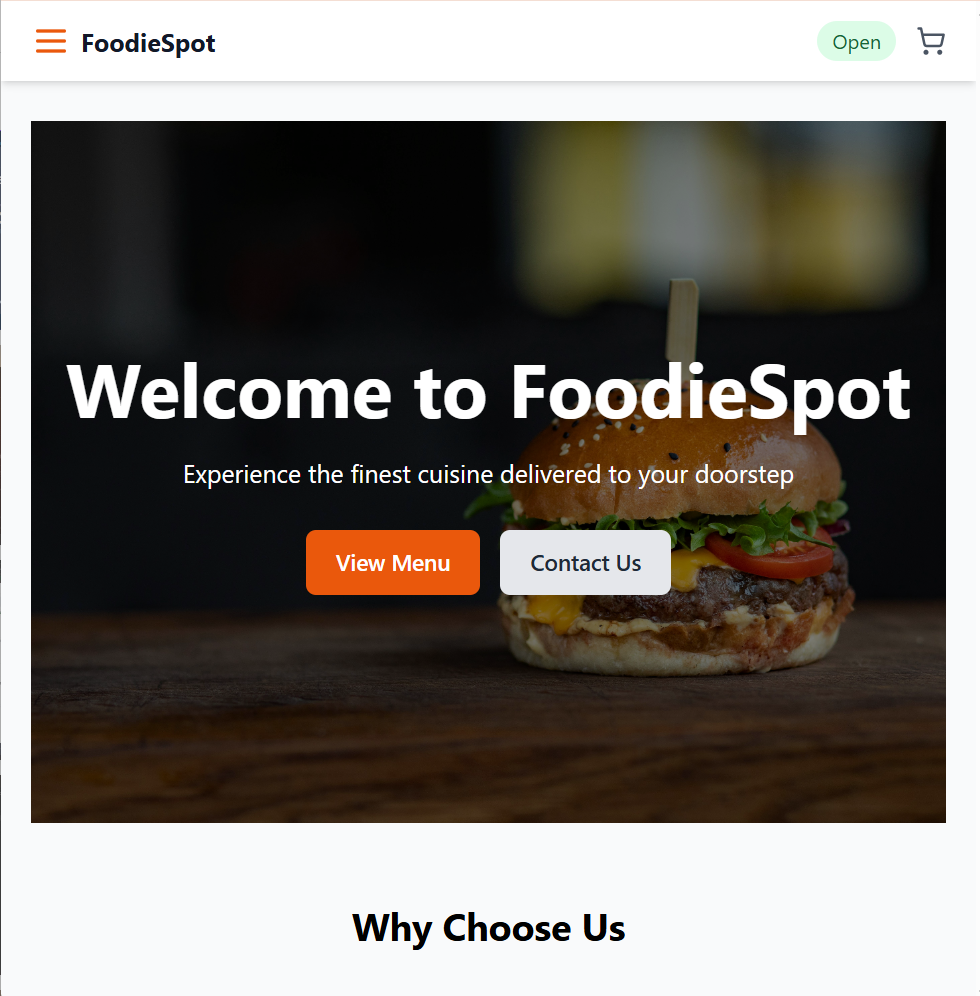 FoodieSpot
Open
Welcome to FoodieSpot
Experience the finest cuisine delivered to your doorstep
View Menu
Contact Us
Why Choose Us